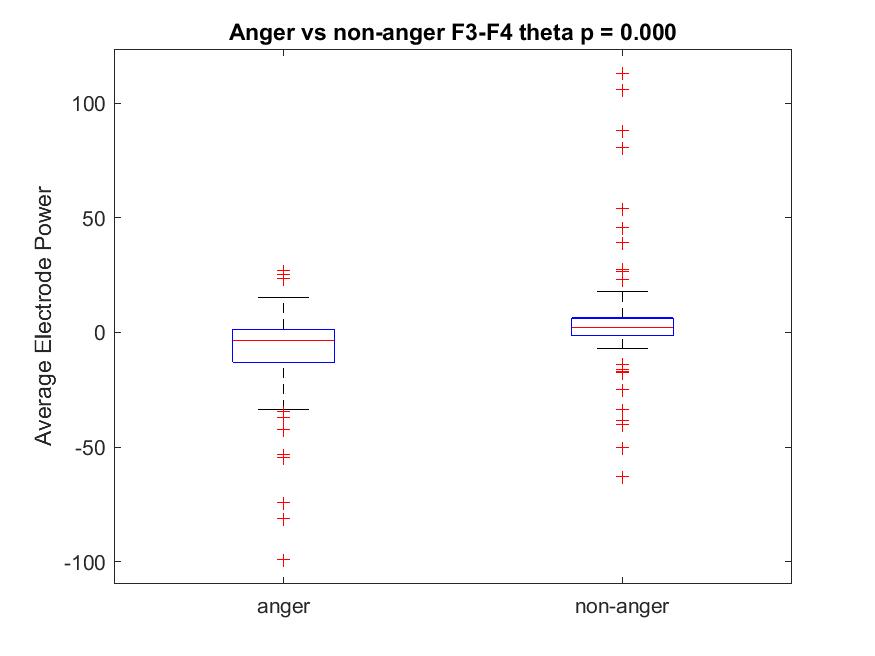 Anger vs non-anger F3-F4 theta p = 0.000
Average Electrode Power
100
50
0
-50
-100
anger
non-anger